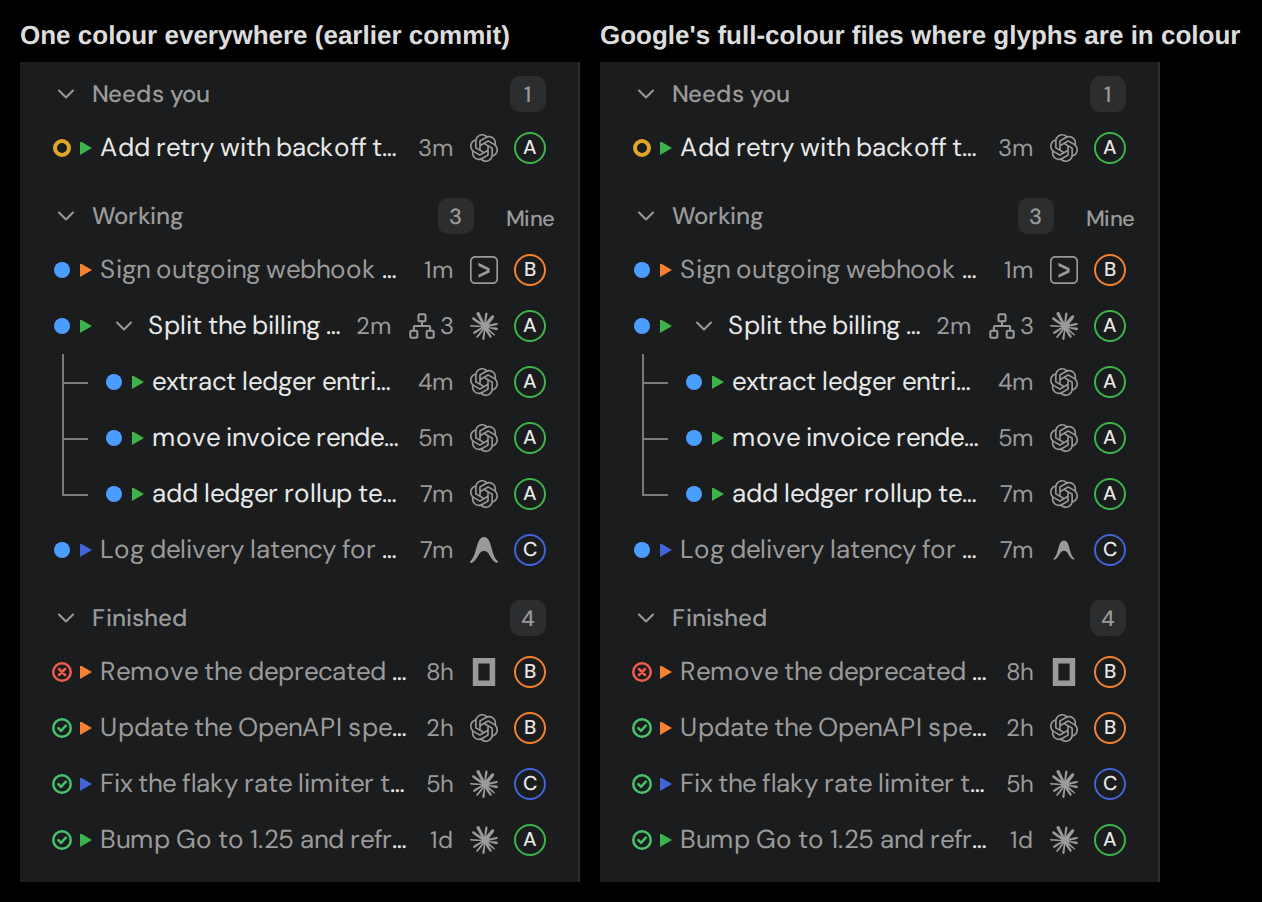 One colour everywhere (earlier commit)
Needs you 1
Add retry with backoff t... 3m A
Working 3 Mine
Sign outgoing webhook ... 1m B
Split the billing ... 2m 3 A
extract ledger entri... 4m A
move invoice rende... 5m A
add ledger rollup te... 7m A
Log delivery latency for ... 7m C
Finished 4
Remove the deprecated ... 8h B
Update the OpenAPI spe... 2h B
Fix the flaky rate limiter t... 5h C
Bump Go to 1.25 and refr... 1d A
Google's full-colour files where glyphs are in colour
Needs you 1
Add retry with backoff t... 3m A
Working 3 Mine
Sign outgoing webhook ... 1m B
Split the billing ... 2m 3 A
extract ledger entri... 4m A
move invoice rende... 5m A
add ledger rollup te... 7m A
Log delivery latency for ... 7m C
Finished 4
Remove the deprecated ... 8h B
Update the OpenAPI spe... 2h B
Fix the flaky rate limiter t... 5h C
Bump Go to 1.25 and refr... 1d A